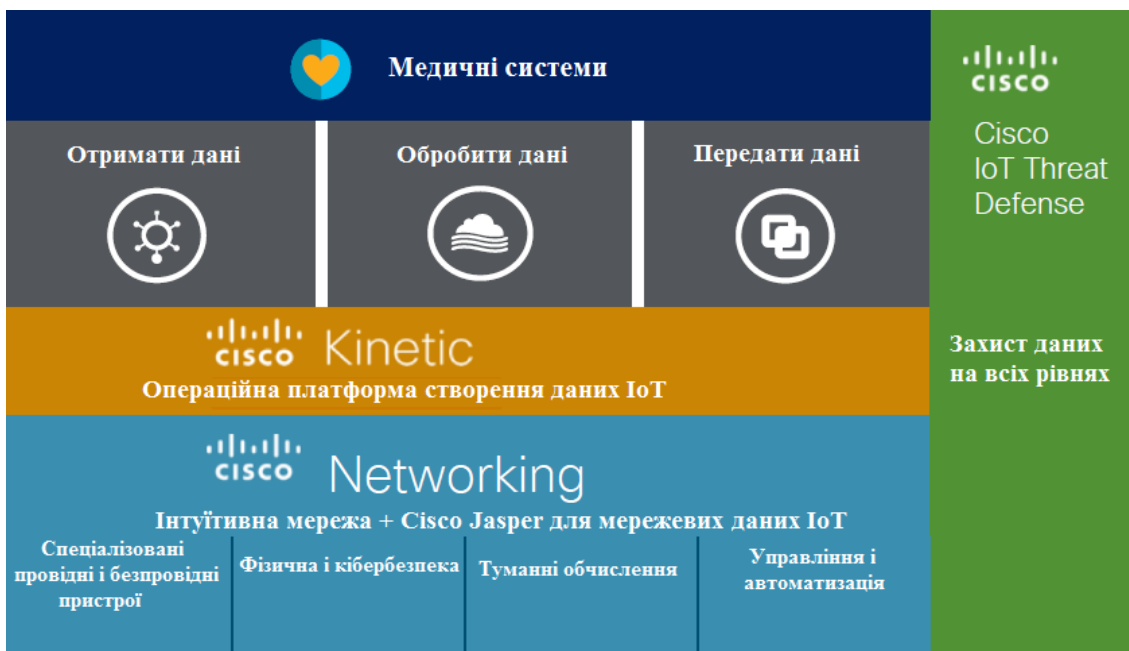 Медичні системи
cisco
Cisco
IoT Threat
Defense
Отримати дані
Обробити дані
Передати дані
cisco Kinetic
Операційна платформа створення даних IoT
Захист даних
на всіх рівнях
cisco Networking
Інтуїтивна мережа + Cisco Jasper для мережевих даних IoT
Спеціалізовані
провідні і безпровідні
пристрої
Фізична і кібербезпека
Туманні обчислення
Управління і
автоматизація